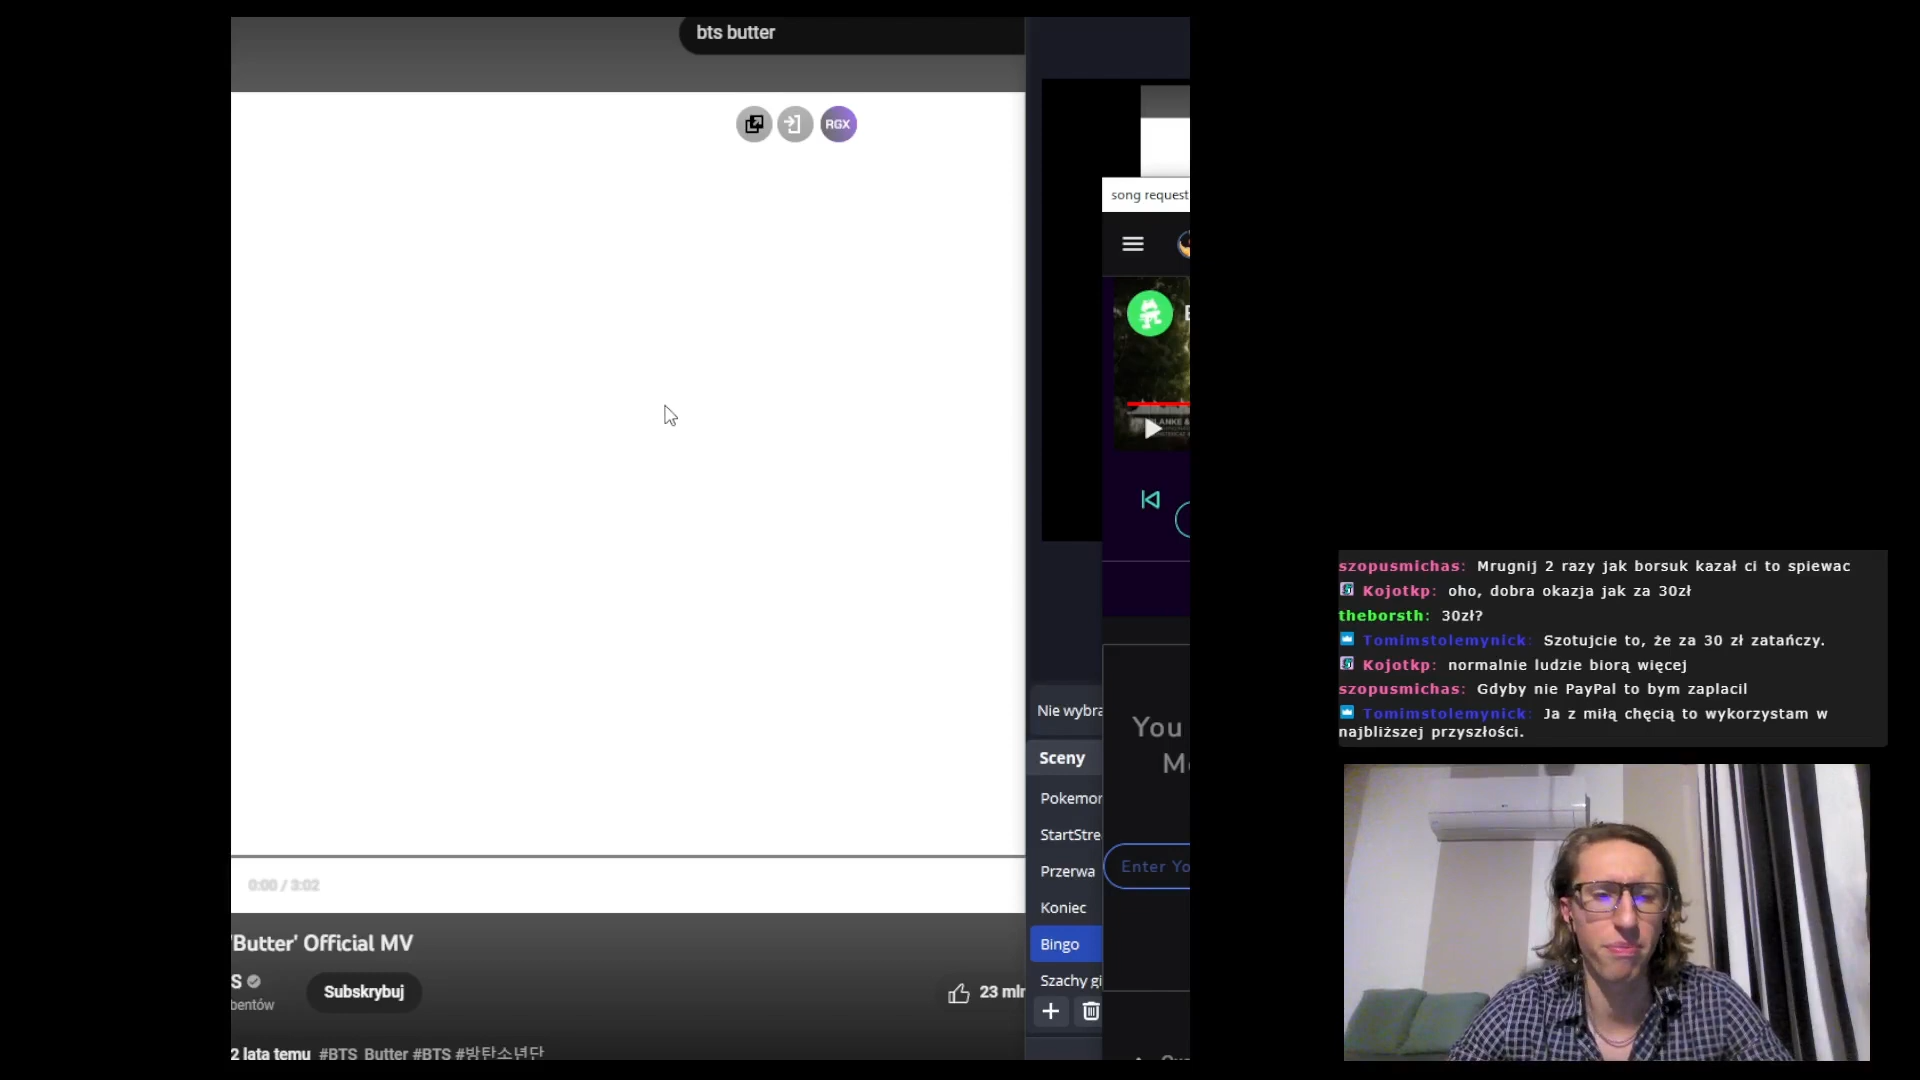 bts butter
RGX
0:00 / 3:02
'Butter' Official MV
S
bentów
Subskrybuj
23 mln
2 lata temu #BTS_Butter #BTS #방탄소년단
song request
LANKE &
Nie wybra
Sceny
Pokemon
StartStre
Przerwa
Koniec
Bingo
Szachy gi
You
Enter Yo
szopusmichas: Mrugnij 2 razy jak borsuk kazał ci to spiewac
Kojotkp: oho, dobra okazja jak za 30zł
theborsth: 30zł?
Tomimstolemynick: Szotujcie to, że za 30 zł zatańczy.
Kojotkp: normalnie ludzie biorą więcej
szopusmichas: Gdyby nie PayPal to bym zaplacil
Tomimstolemynick: Ja z miłą chęcią to wykorzystam w
najbliższej przyszłości.